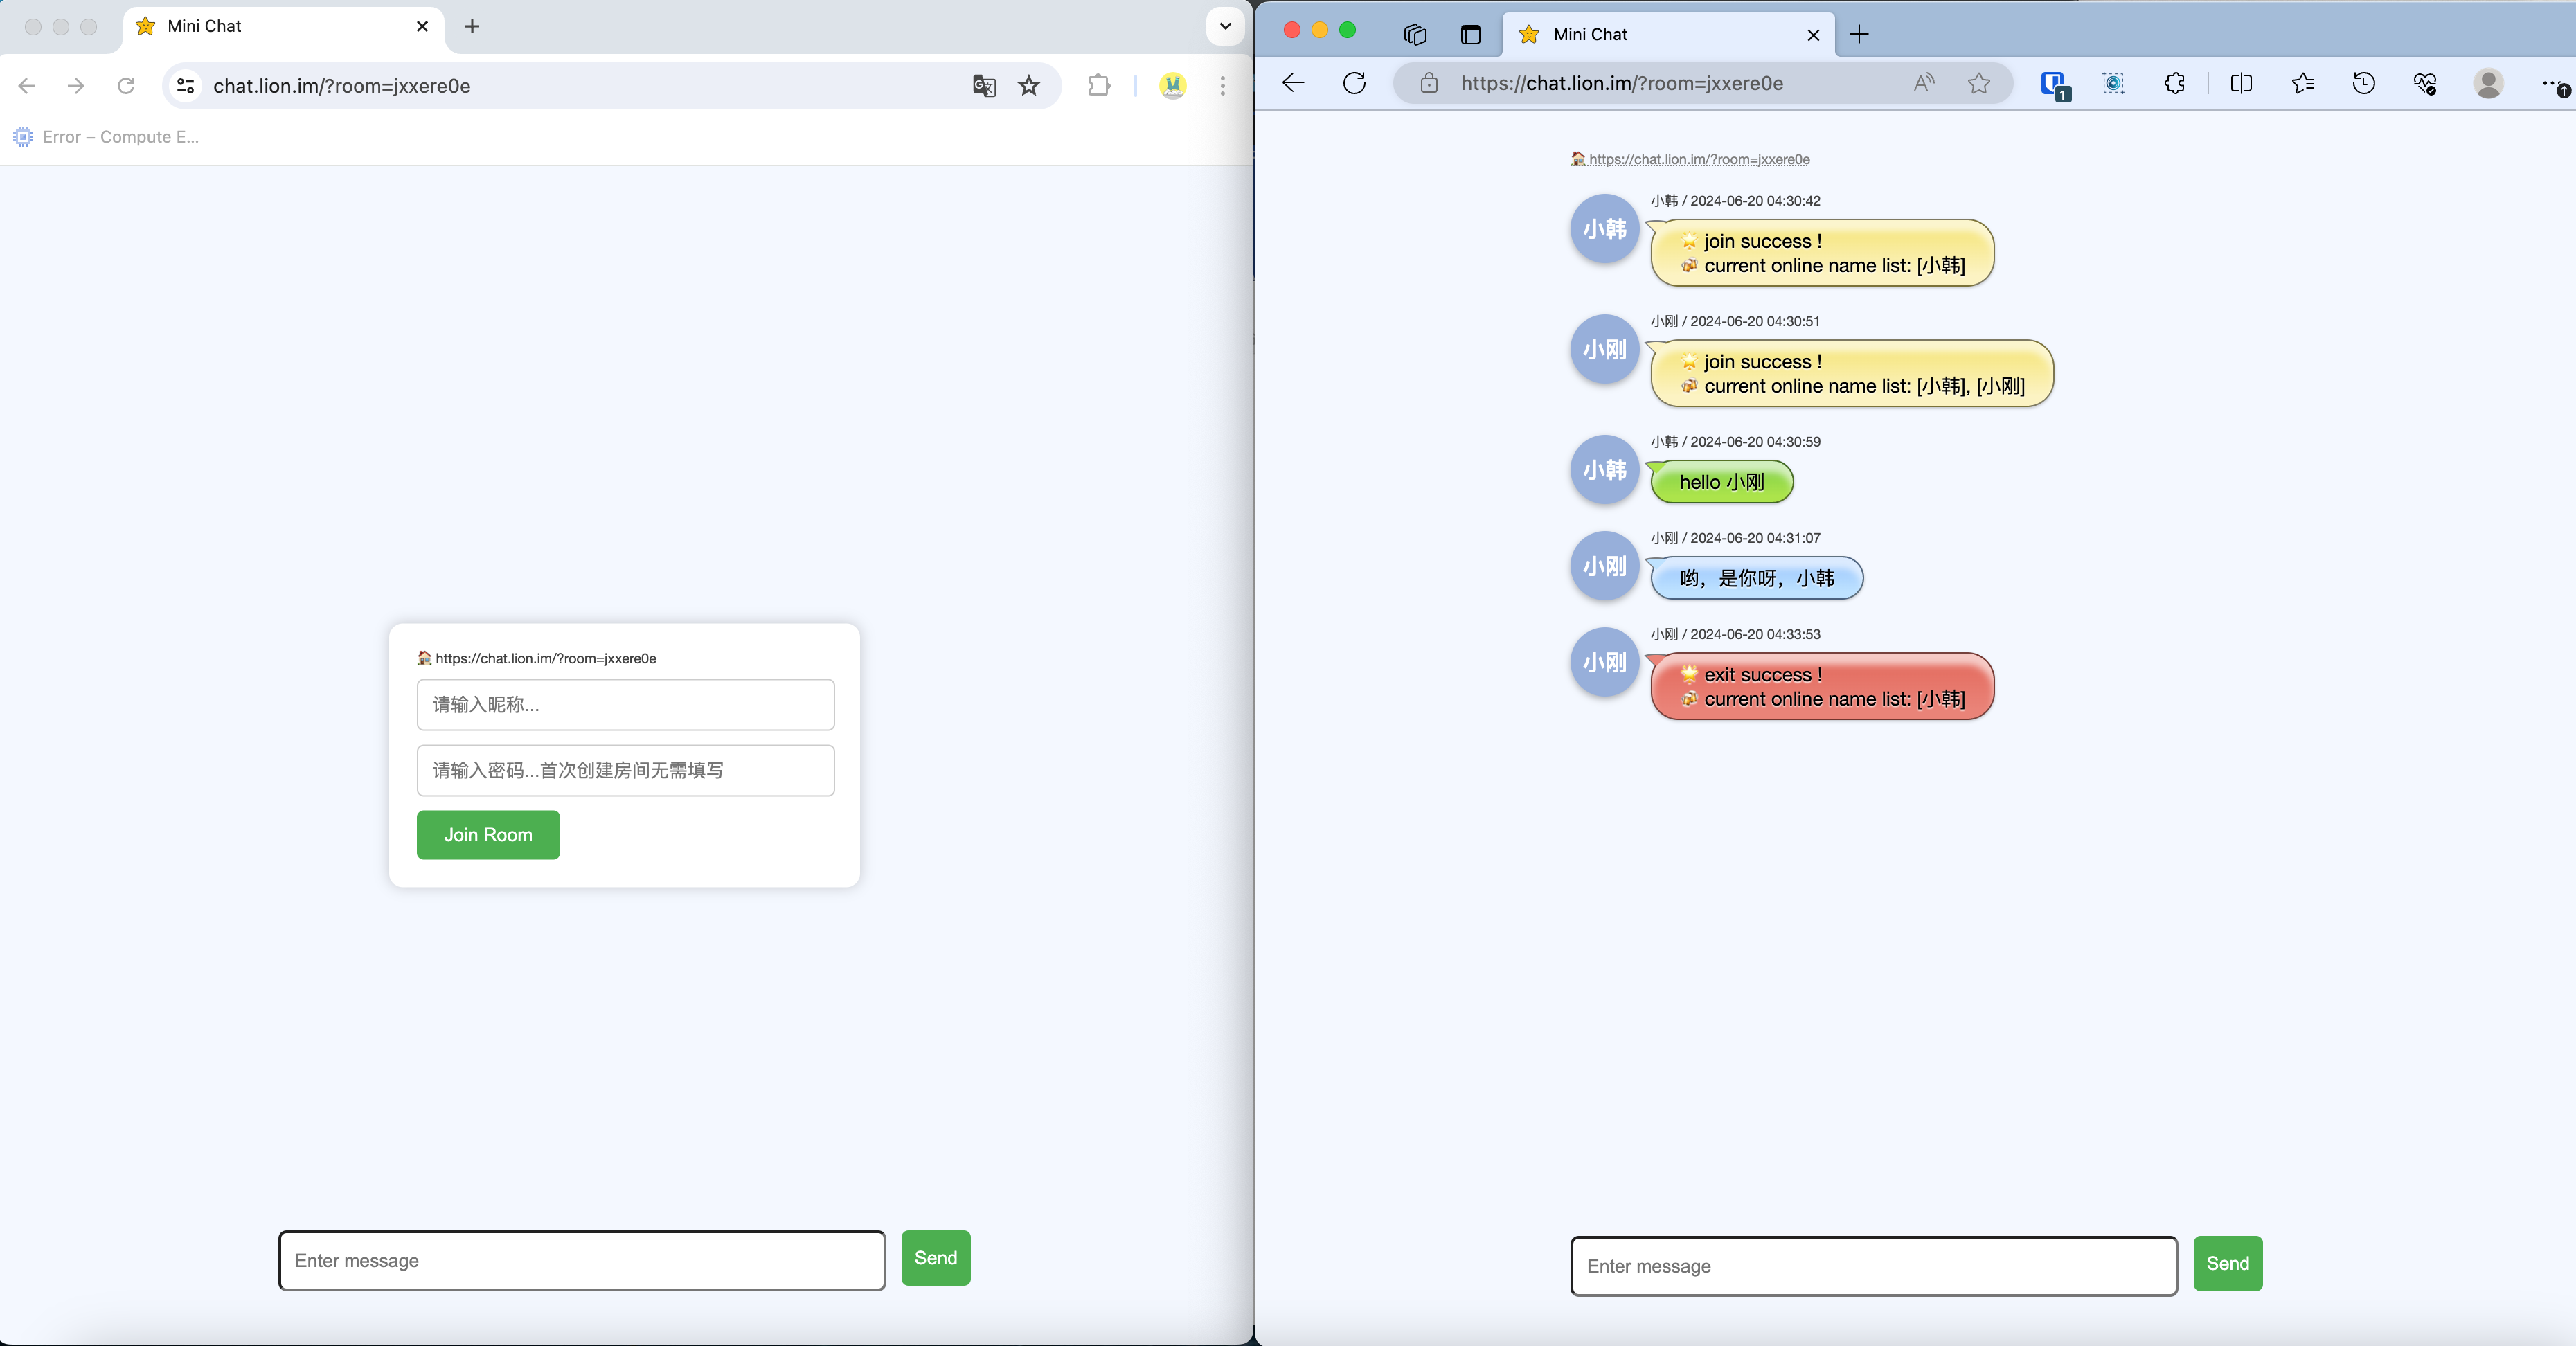 Mini Chat
chat.lion.im/?room=jxxere0e
Error – Compute E...
🏠 https://chat.lion.im/?room=jxxere0e
请输入昵称...
请输入密码...首次创建房间无需填写
Join Room
Enter message
Send
Mini Chat
https://chat.lion.im/?room=jxxere0e
1
🏠 https://chat.lion.im/?room=jxxere0e
小韩
小韩 / 2024-06-20 04:30:42
🌟 join success !
🍻 current online name list: [小韩]
小刚
小刚 / 2024-06-20 04:30:51
🌟 join success !
🍻 current online name list: [小韩], [小刚]
小韩
小韩 / 2024-06-20 04:30:59
hello 小刚
小刚
小刚 / 2024-06-20 04:31:07
哟，是你呀，小韩
小刚
小刚 / 2024-06-20 04:33:53
🌟 exit success !
🍻 current online name list: [小韩]
Enter message
Send